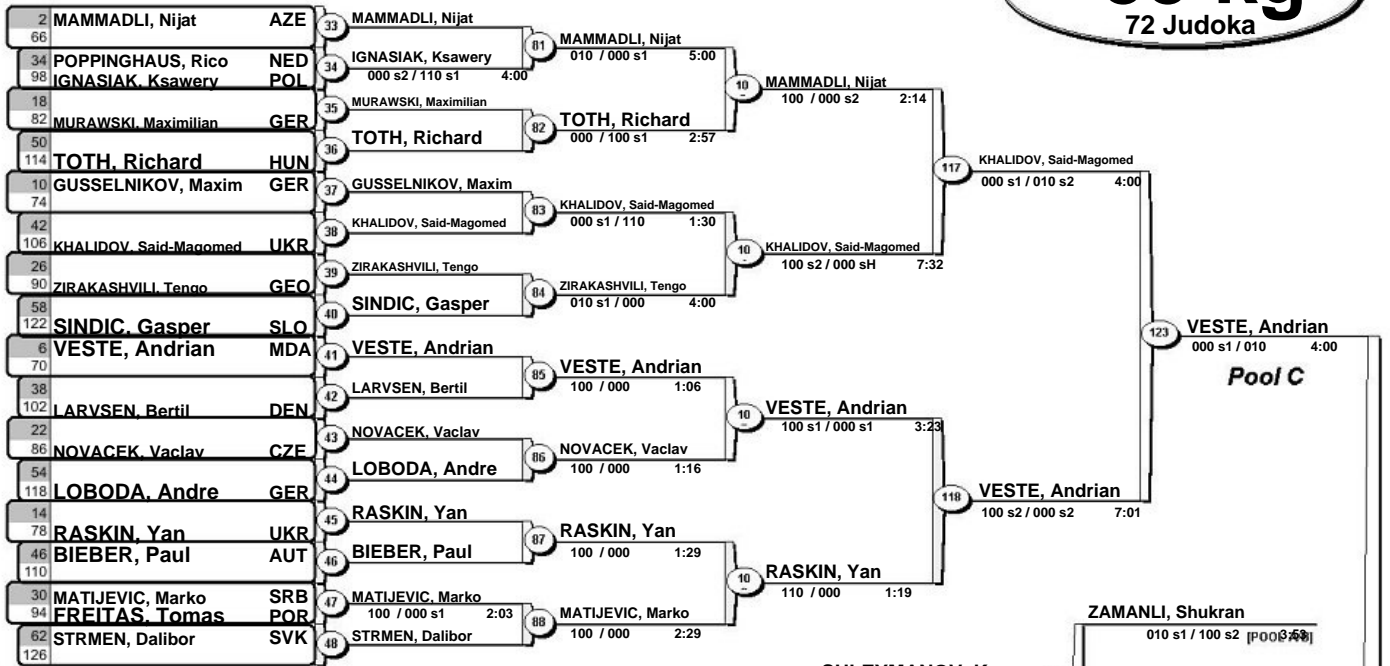 72 Judoka
2 MAMMADLI, Nijat AZE
66
34 POPPINGHAUS, Rico NED
98 IGNASIAK, Ksawery POL
18
82 MURAWSKI, Maximilian GER
50
114 TOTH, Richard HUN
10 GUSSELNIKOV, Maxim GER
74
42
106 KHALIDOV, Said-Magomed UKR
26
90 ZIRAKASHVILI, Tengo GEO
58
122 SINDIC, Gasper SLO
6 VESTE, Andrian MDA
70
38
102 LARVSEN, Bertil DEN
22
86 NOVACEK, Vaclav CZE
54
118 LOBODA, Andre GER
14
78 RASKIN, Yan UKR
46 BIEBER, Paul AUT
110
30 MATIJEVIC, Marko SRB
94 FREITAS, Tomas POR
62 STRMEN, Dalibor SVK
126
33 MAMMADLI, Nijat
34 IGNASIAK, Ksawery
000 s2 / 110 s1 4:00
35 MURAWSKI, Maximilian
36 TOTH, Richard
37 GUSSELNIKOV, Maxim
38 KHALIDOV, Said-Magomed
39 ZIRAKASHVILI, Tengo
40 SINDIC, Gasper
41 VESTE, Andrian
42 LARVSEN, Bertil
43 NOVACEK, Vaclav
44 LOBODA, Andre
45 RASKIN, Yan
46 BIEBER, Paul
47 MATIJEVIC, Marko
100 / 000 s1 2:03
48 STRMEN, Dalibor
81 MAMMADLI, Nijat
010 / 000 s1 5:00
82 TOTH, Richard
000 / 100 s1 2:57
83 KHALIDOV, Said-Magomed
000 s1 / 110 1:30
84 ZIRAKASHVILI, Tengo
010 s1 / 000 4:00
85 VESTE, Andrian
100 / 000 1:06
86 NOVACEK, Vaclav
100 / 000 1:16
87 RASKIN, Yan
100 / 000 1:29
88 MATIJEVIC, Marko
100 / 000 2:29
10 MAMMADLI, Nijat
100 / 000 s2 2:14
10 KHALIDOV, Said-Magomed
100 s2 / 000 sH 7:32
10 VESTE, Andrian
100 s1 / 000 s1 3:23
10 RASKIN, Yan
110 / 000 1:19
117 KHALIDOV, Said-Magomed
000 s1 / 010 s2 4:00
118 VESTE, Andrian
100 s2 / 000 s2 7:01
123 VESTE, Andrian
000 s1 / 010 4:00
Pool C
ZAMANLI, Shukran
010 s1 / 100 s2 3:53